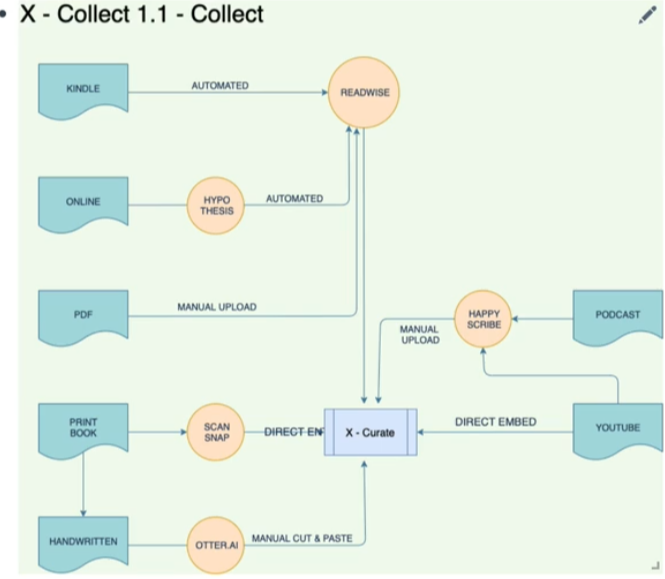 X - Collect 1.1 - Collect
KINDLE
AUTOMATED
READWISE
ONLINE
HYPO
THESIS
AUTOMATED
PDF
MANUAL UPLOAD
HAPPY
SCRIBE
PODCAST
MANUAL
UPLOAD
PRINT
BOOK
SCAN
SNAP
DIRECT EN
X - Curate
DIRECT EMBED
YOUTUBE
HANDWRITTEN
OTTER.AI
MANUAL CUT & PASTE